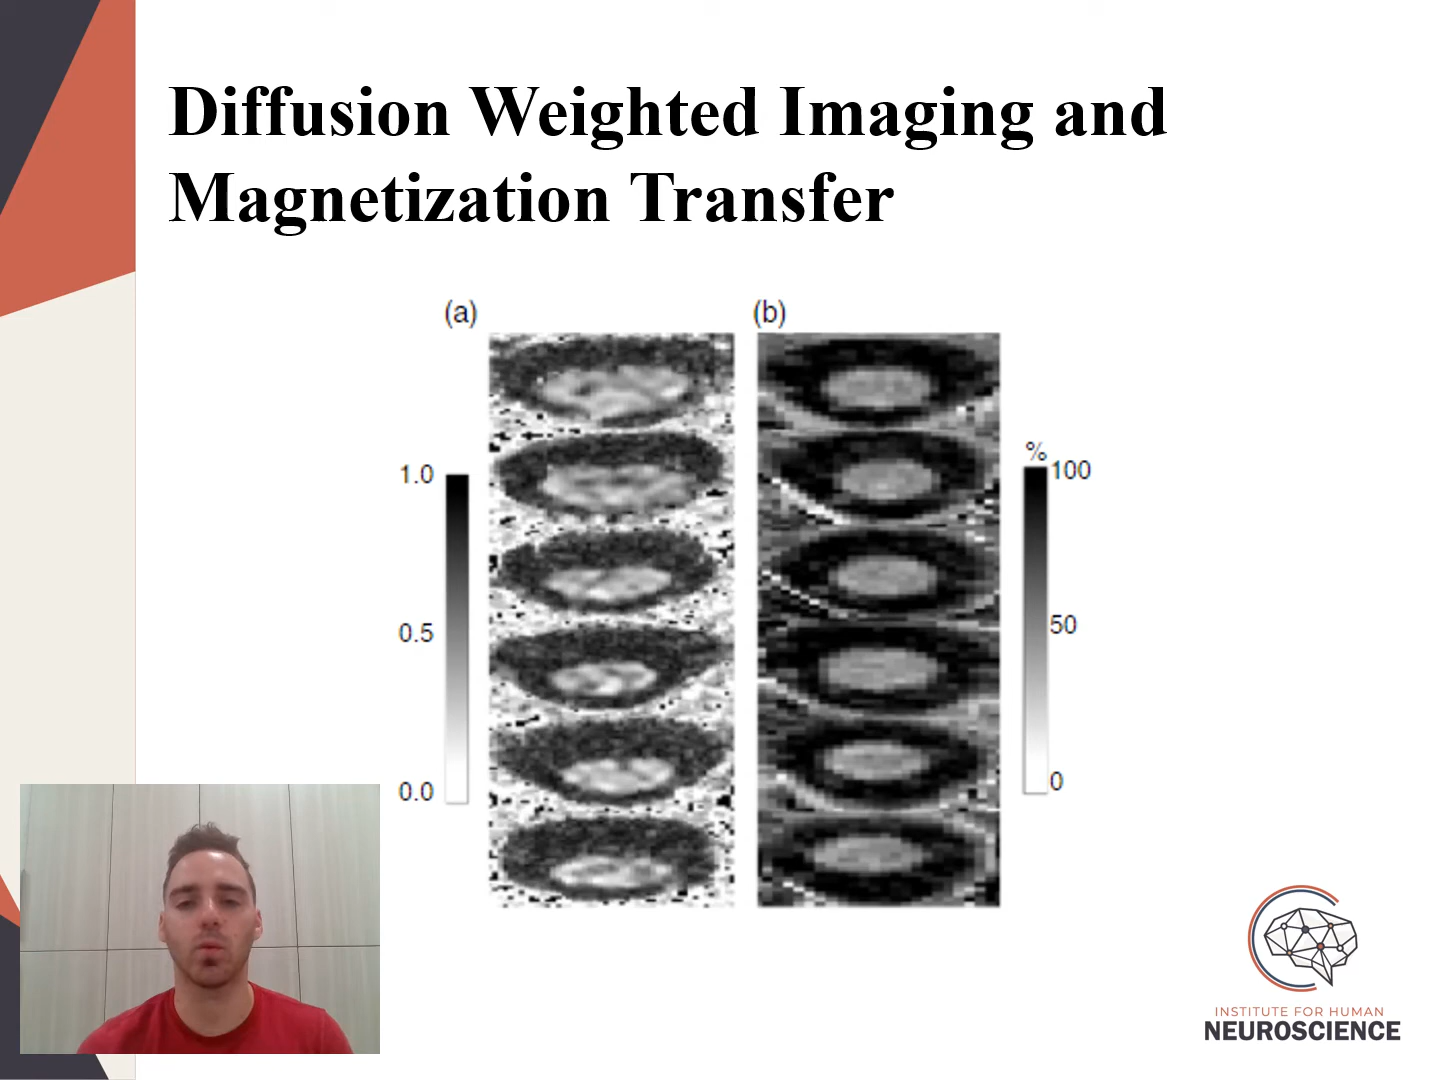 Diffusion Weighted Imaging and
Magnetization Transfer
(a)
(b)
%
1.0
0.5
0.0
100
50
0
INSTITUTE FOR HUMAN
NEUROSCIENCE